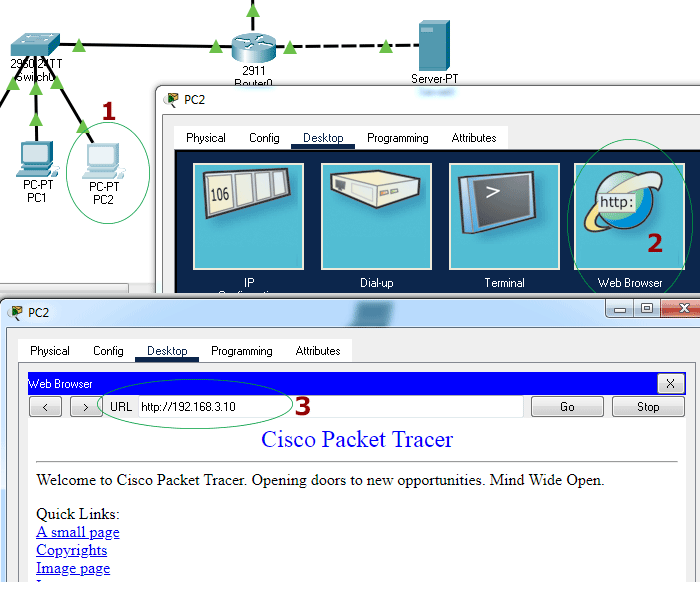 2960 24TT
Switch0
2911
Router0
Server-PT
1
PC-PT
PC1
PC-PT
PC2
PC2
Physical Config Desktop Programming Attributes
106
>
http:
2
IP
Configuration
Dial-up
Terminal
Web Browser
PC2
Physical Config Desktop Programming Attributes
Web Browser X
< > URL http://192.168.3.10 3 Go Stop
Cisco Packet Tracer
Welcome to Cisco Packet Tracer. Opening doors to new opportunities. Mind Wide Open.
Quick Links:
A small page
Copyrights
Image page